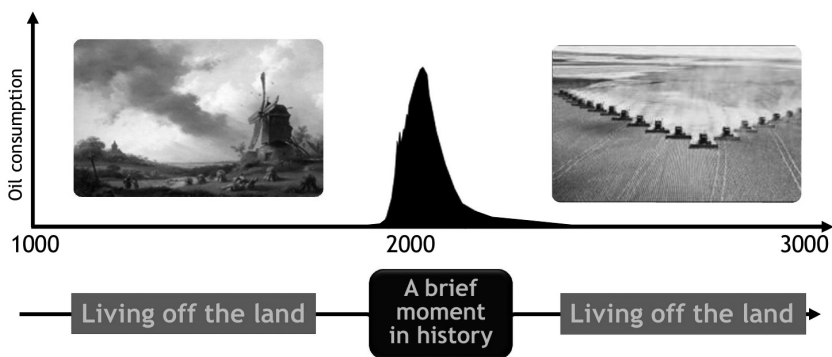 Oil consumption
1000
2000
3000
Living off the land
A brief
moment
in history
Living off the land